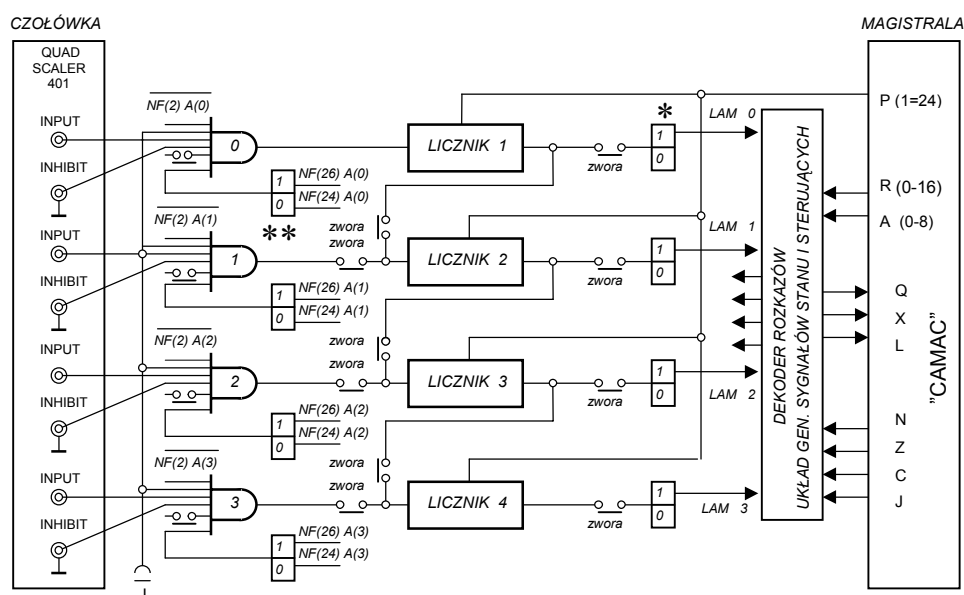 CZOŁÓWKA
MAGISTRALA
QUAD
SCALER
401
NF(2) A(0)
INPUT
INHIBIT
0
LICZNIK 1
zwora
*
1
0
LAM 0
P (1=24)
1
0
NF(26) A(0)
NF(24) A(0)
R (0-16)
A (0-8)
NF(2) A(1)
**
INPUT
INHIBIT
1
zwora
zwora
LICZNIK 2
zwora
1
0
LAM 1
1
0
NF(26) A(1)
NF(24) A(1)
DEKODER ROZKAZÓW
UKŁAD GEN. SYGNAŁÓW STANU I STERUJĄCYCH
Q
X
L
"CAMAC"
NF(2) A(2)
INPUT
INHIBIT
2
zwora
zwora
LICZNIK 3
zwora
1
0
LAM 2
1
0
NF(26) A(2)
NF(24) A(2)
N
Z
C
J
NF(2) A(3)
INPUT
INHIBIT
3
zwora
zwora
LICZNIK 4
zwora
1
0
LAM 3
1
0
NF(26) A(3)
NF(24) A(3)